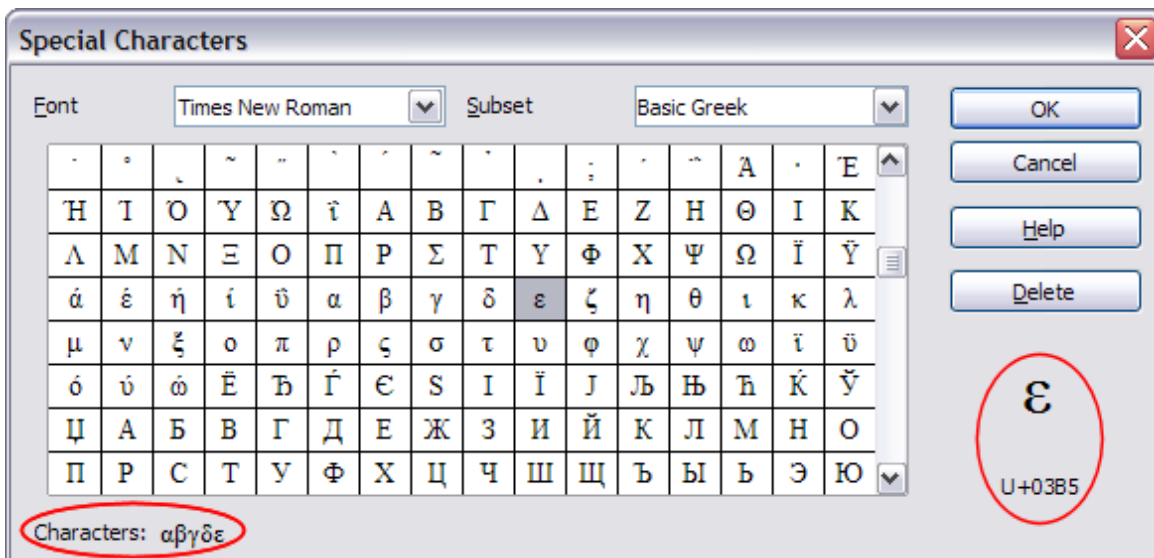 Special Characters
Font Times New Roman Subset Basic Greek OK
Cancel
Help
Delete
΄ Ά · Έ
Ή Ί Ό Ύ Ώ ΐ Α Β Γ Δ Ε Ζ Η Θ Ι Κ
Λ Μ Ν Ξ Ο Π Ρ Σ Τ Υ Φ Χ Ψ Ω Ϊ Ϋ
ά έ ή ί ΰ α β γ δ ε ζ η θ ι κ λ
μ ν ξ ο π ρ ς σ τ υ φ χ ψ ω ϊ ϋ
ό ύ ώ Ё Ђ Ѓ Є Ѕ І Ї Ј Љ Њ Ћ Ќ Ў
Џ А Б В Г Д Е Ж З И Й К Л М Н О
П Р С Т У Ф Х Ц Ч Ш Щ Ъ Ы Ь Э Ю
ε
U+03B5
Characters: αβγδε